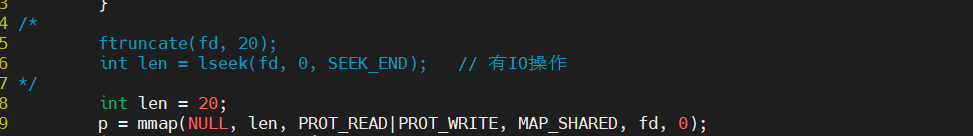 3 }
4 /*
5 ftruncate(fd, 20);
6 int len = lseek(fd, 0, SEEK_END); // 有IO操作
7 */
8 int len = 20;
9 p = mmap(NULL, len, PROT_READ|PROT_WRITE, MAP_SHARED, fd, 0);